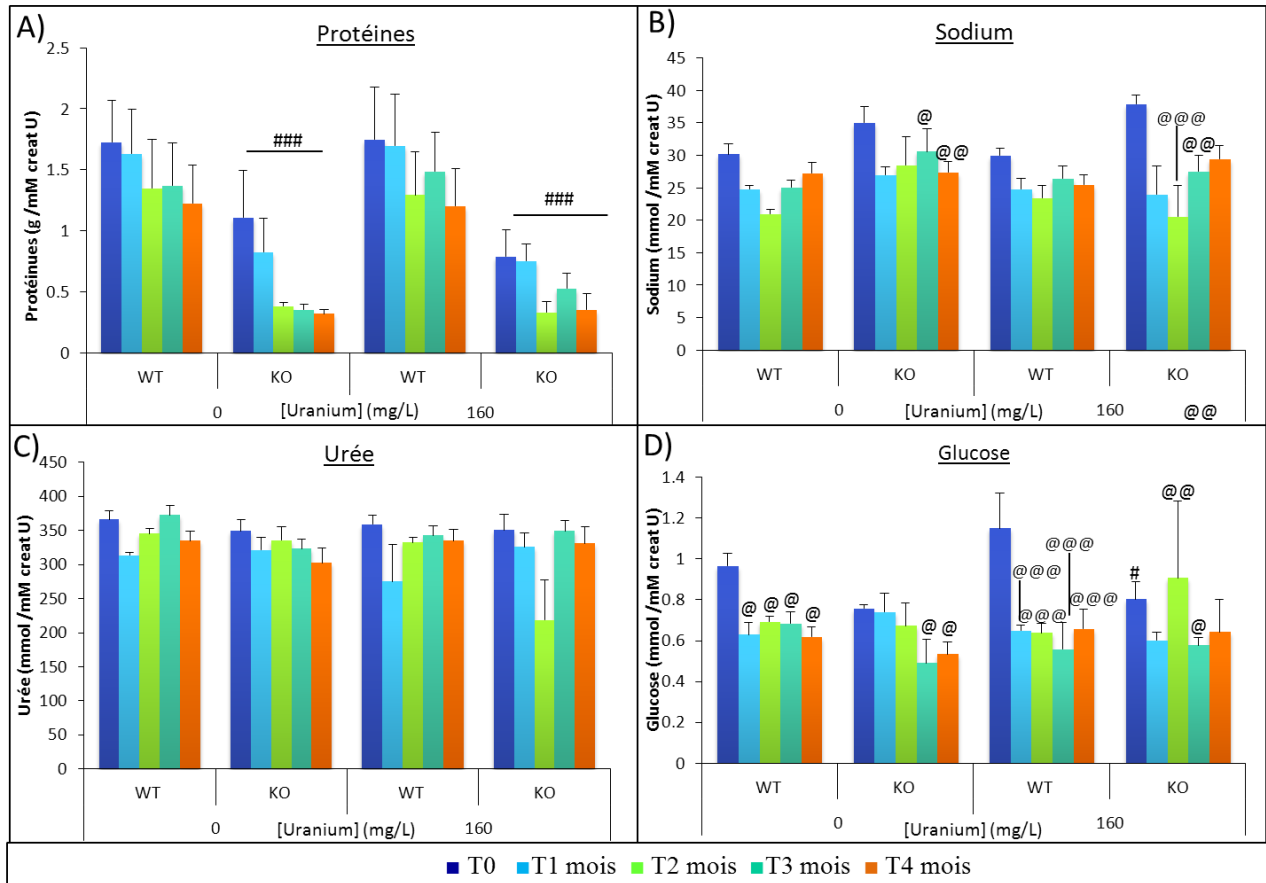 A)
Protéines
Protéinues (g /mM creat U)
2.5
2
1.5
1
0.5
0
###
###
WT
KO
WT
KO
0
[Uranium] (mg/L)
160
B)
Sodium
Sodium (mmol /mM creat U)
45
40
35
30
25
20
15
10
5
0
@
@@
@@@
@@
WT
KO
WT
KO
0
[Uranium] (mg/L)
160
@@
C)
Urée
Urée (mmol /mM creat U)
450
400
350
300
250
200
150
100
50
0
WT
KO
WT
KO
0
[Uranium] (mg/L)
160
D)
Glucose
Glucose (mmol /mM creat U)
1.4
1.2
1
0.8
0.6
0.4
0.2
0
@ @ @ @
@ @
@@@
@@@
@@@
@@@
#
@@
@
WT
KO
WT
KO
0
[Uranium] (mg/L)
160
T0 T1 mois T2 mois T3 mois T4 mois